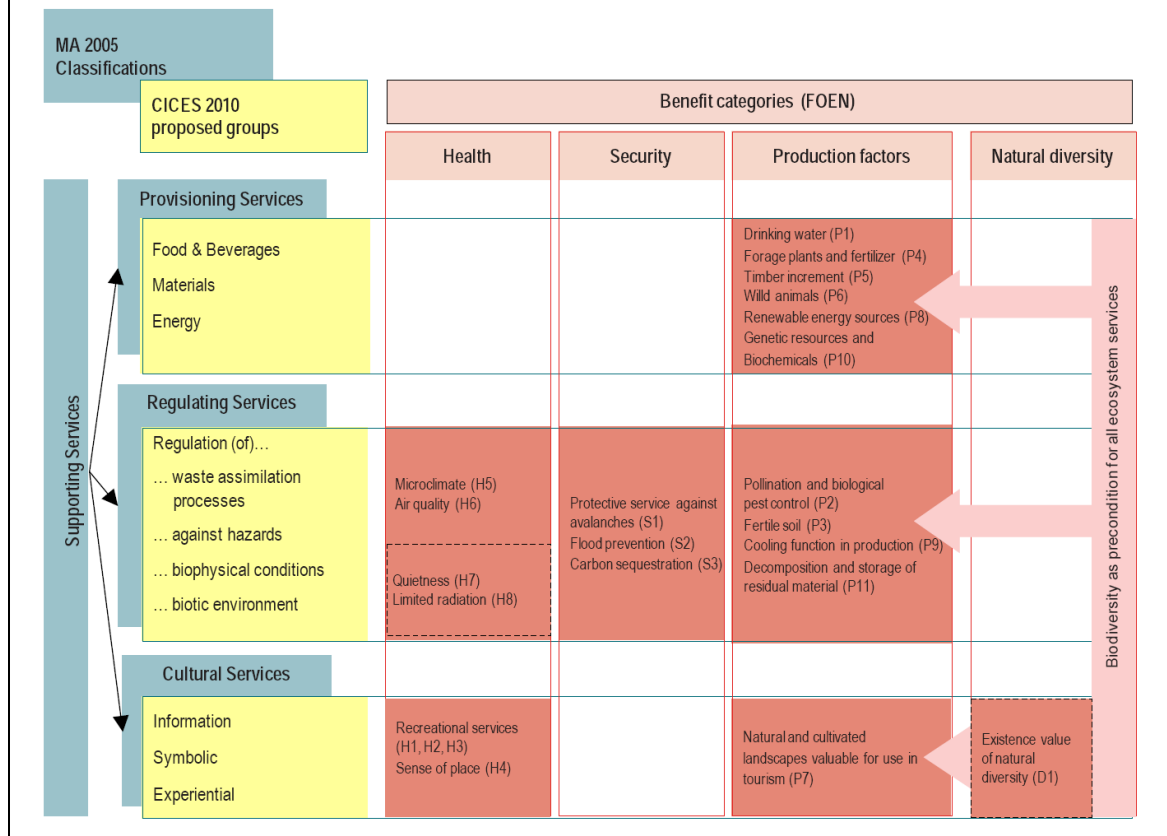 MA 2005
Classifications
CICES 2010
proposed groups
Benefit categories (FOEN)
Health
Security
Production factors
Natural diversity
Supporting Services
Provisioning Services
Food & Beverages
Materials
Energy
Drinking water (P1)
Forage plants and fertilizer (P4)
Timber increment (P5)
Willd animals (P6)
Renewable energy sources (P8)
Genetic resources and
Biochemicals (P10)
Biodiversity as precondition for all ecosystem services
Regulating Services
Regulation (of)…
… waste assimilation
processes
… against hazards
… biophysical conditions
… biotic environment
Microclimate (H5)
Air quality (H6)
Quietness (H7)
Limited radiation (H8)
Protective service against
avalanches (S1)
Flood prevention (S2)
Carbon sequestration (S3)
Pollination and biological
pest control (P2)
Fertile soil (P3)
Cooling function in production (P9)
Decomposition and storage of
residual material (P11)
Cultural Services
Information
Symbolic
Experiential
Recreational services
(H1, H2, H3)
Sense of place (H4)
Natural and cultivated
landscapes valuable for use in
tourism (P7)
Existence value
of natural
diversity (D1)